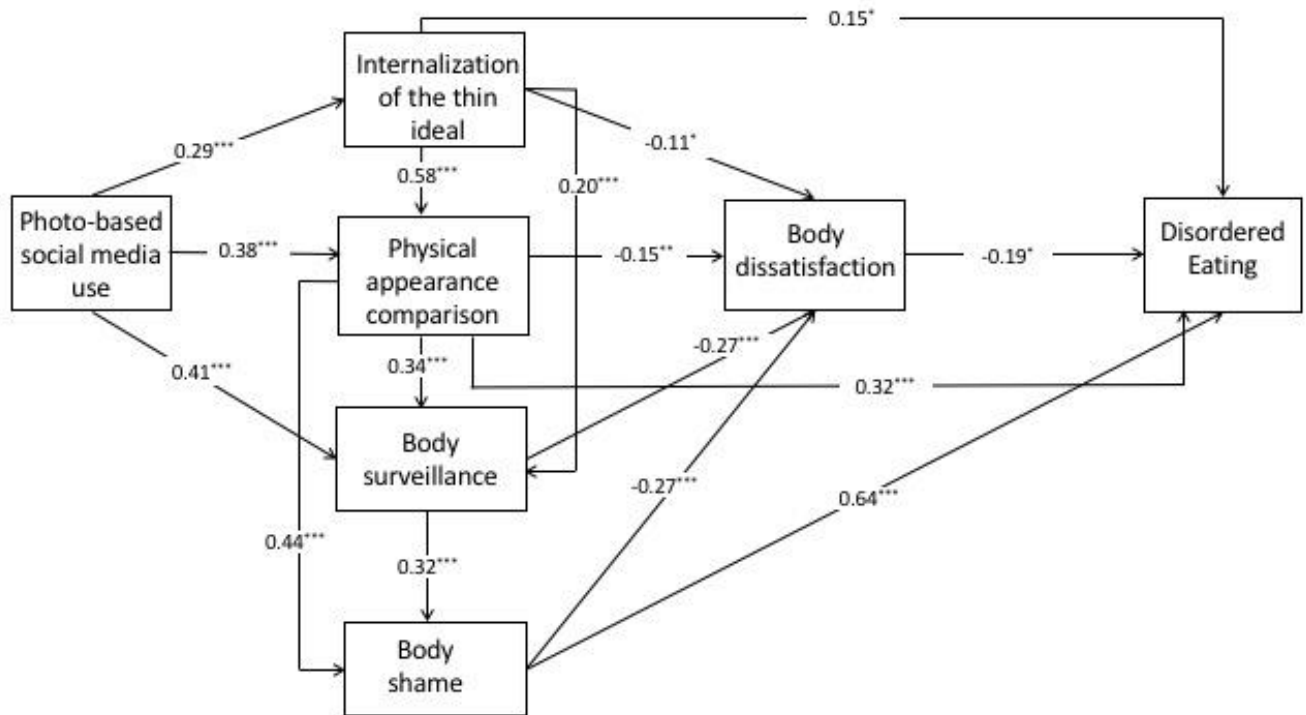 0.15*
Internalization
of the thin
ideal
-0.11*
0.29***
0.58***
0.20***
Photo-based
social media
use
0.38***
Physical
appearance
comparison
-0.15**
Body
dissatisfaction
-0.19*
Disordered
Eating
0.41***
0.34***
-0.27***
0.32***
Body
surveillance
-0.27***
0.64***
0.44***
0.32***
Body
shame